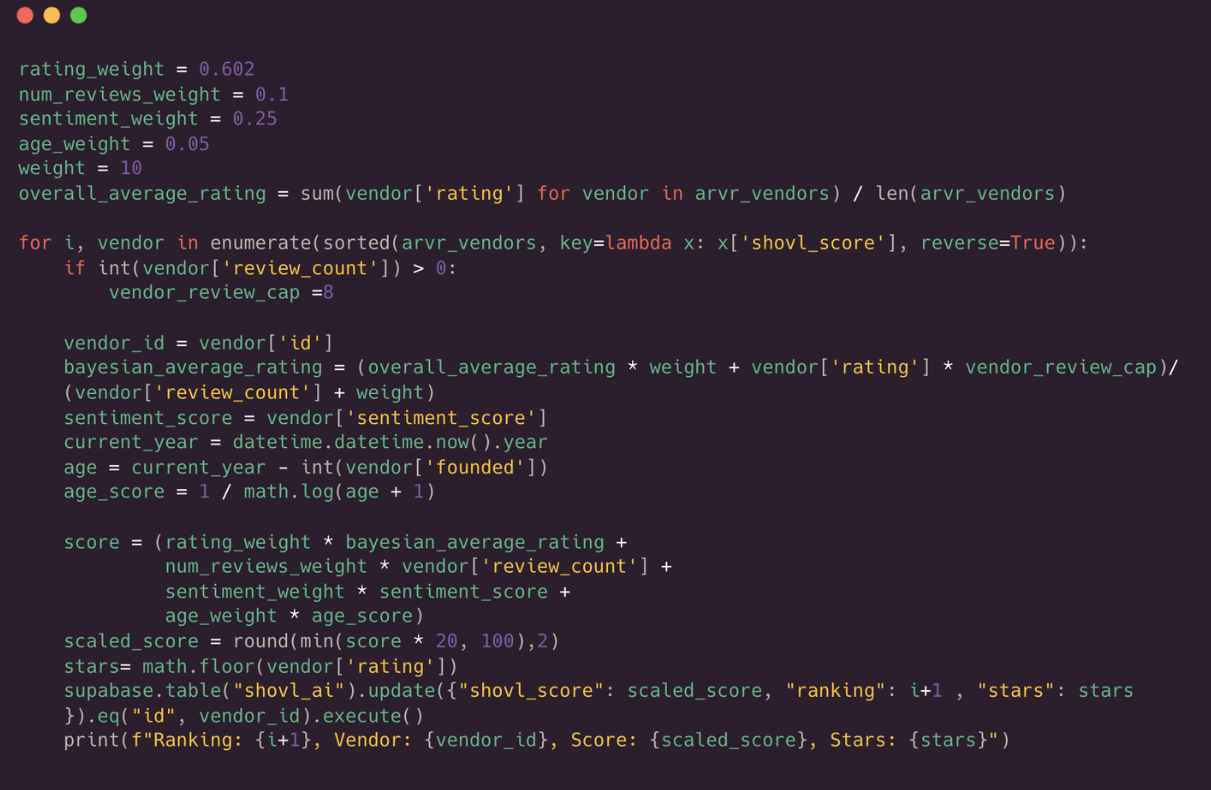 rating_weight = 0.602
num_reviews_weight = 0.1
sentiment_weight = 0.25
age_weight = 0.05
weight = 10
overall_average_rating = sum(vendor['rating'] for vendor in arvr_vendors) / len(arvr_vendors)

for i, vendor in enumerate(sorted(arvr_vendors, key=lambda x: x['shovl_score'], reverse=True)):
    if int(vendor['review_count']) > 0:
        vendor_review_cap =8

    vendor_id = vendor['id']
    bayesian_average_rating = (overall_average_rating * weight + vendor['rating'] * vendor_review_cap)/
    (vendor['review_count'] + weight)
    sentiment_score = vendor['sentiment_score']
    current_year = datetime.datetime.now().year
    age = current_year - int(vendor['founded'])
    age_score = 1 / math.log(age + 1)

    score = (rating_weight * bayesian_average_rating +
             num_reviews_weight * vendor['review_count'] +
             sentiment_weight * sentiment_score +
             age_weight * age_score)
    scaled_score = round(min(score * 20, 100),2)
    stars= math.floor(vendor['rating'])
    supabase.table("shovl_ai").update({"shovl_score": scaled_score, "ranking": i+1 , "stars": stars
    }).eq("id", vendor_id).execute()
    print(f"Ranking: {i+1}, Vendor: {vendor_id}, Score: {scaled_score}, Stars: {stars}")